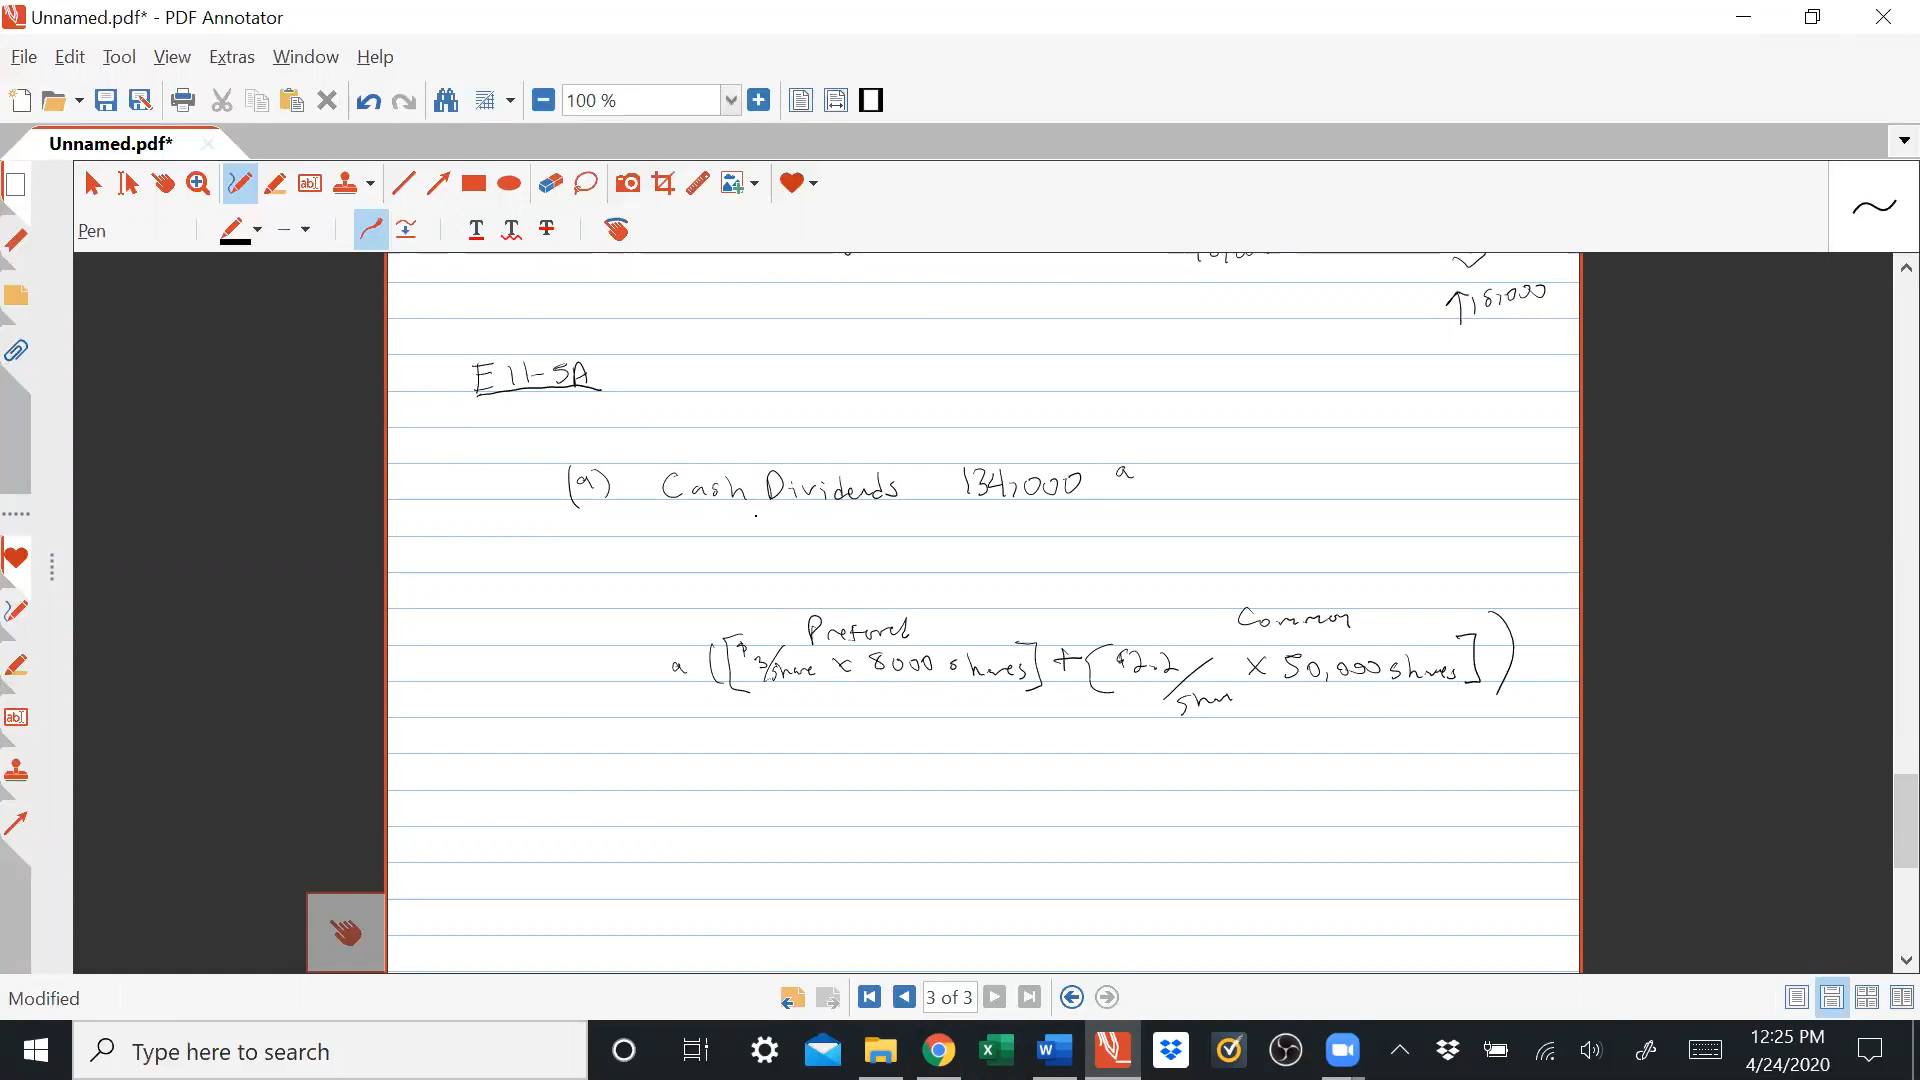 Unnamed.pdf* - PDF Annotator
File Edit Tool View Extras Window Help
100 %
Unnamed.pdf*
Pen
↑18,000
E11-5A
(a) Cash Dividends 134,000 a
Preferred Common
a ([$3/share x 8000 shares] + [$2.2/share x 50,000 shares])
Modified
3 of 3
Type here to search
12:25 PM
4/24/2020